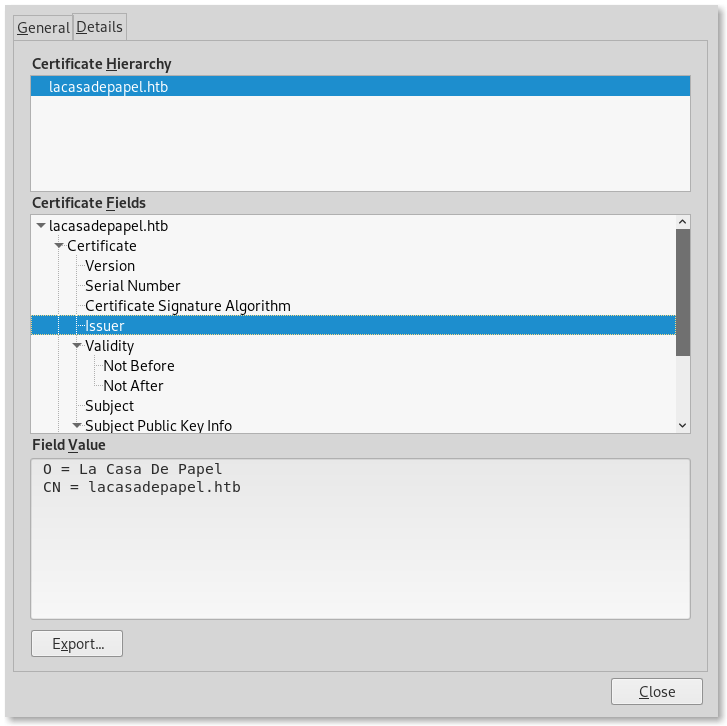 General Details
Certificate Hierarchy
lacasadepapel.htb
Certificate Fields
lacasadepapel.htb
Certificate
Version
Serial Number
Certificate Signature Algorithm
Issuer
Validity
Not Before
Not After
Subject
Subject Public Key Info
Field Value
O = La Casa De Papel
CN = lacasadepapel.htb
Export...
Close